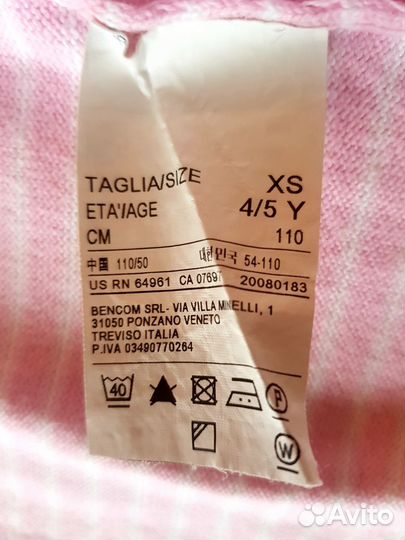 TAGLIA/SIZE XS
ETA'/AGE 4/5 Y
CM 110
中国 110/50 대한민국 54-110
US RN 64961 CA 07697 20080183
BENCOM SRL- VIA VILLA MINELLI, 1
31050 PONZANO VENETO
TREVISO ITALIA
P.IVA 03490770264
40
P
W
Avito